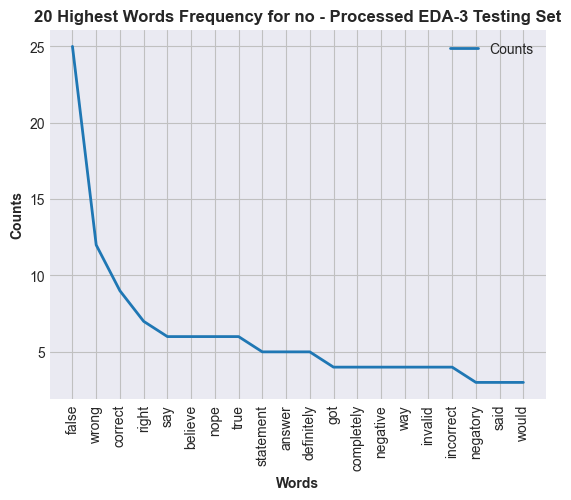 20 Highest Words Frequency for no - Processed EDA-3 Testing Set
Counts
25
20
15
10
5
Counts
false
wrong
correct
right
say
believe
nope
true
statement
answer
definitely
got
completely
negative
way
invalid
incorrect
negatory
said
would
Words